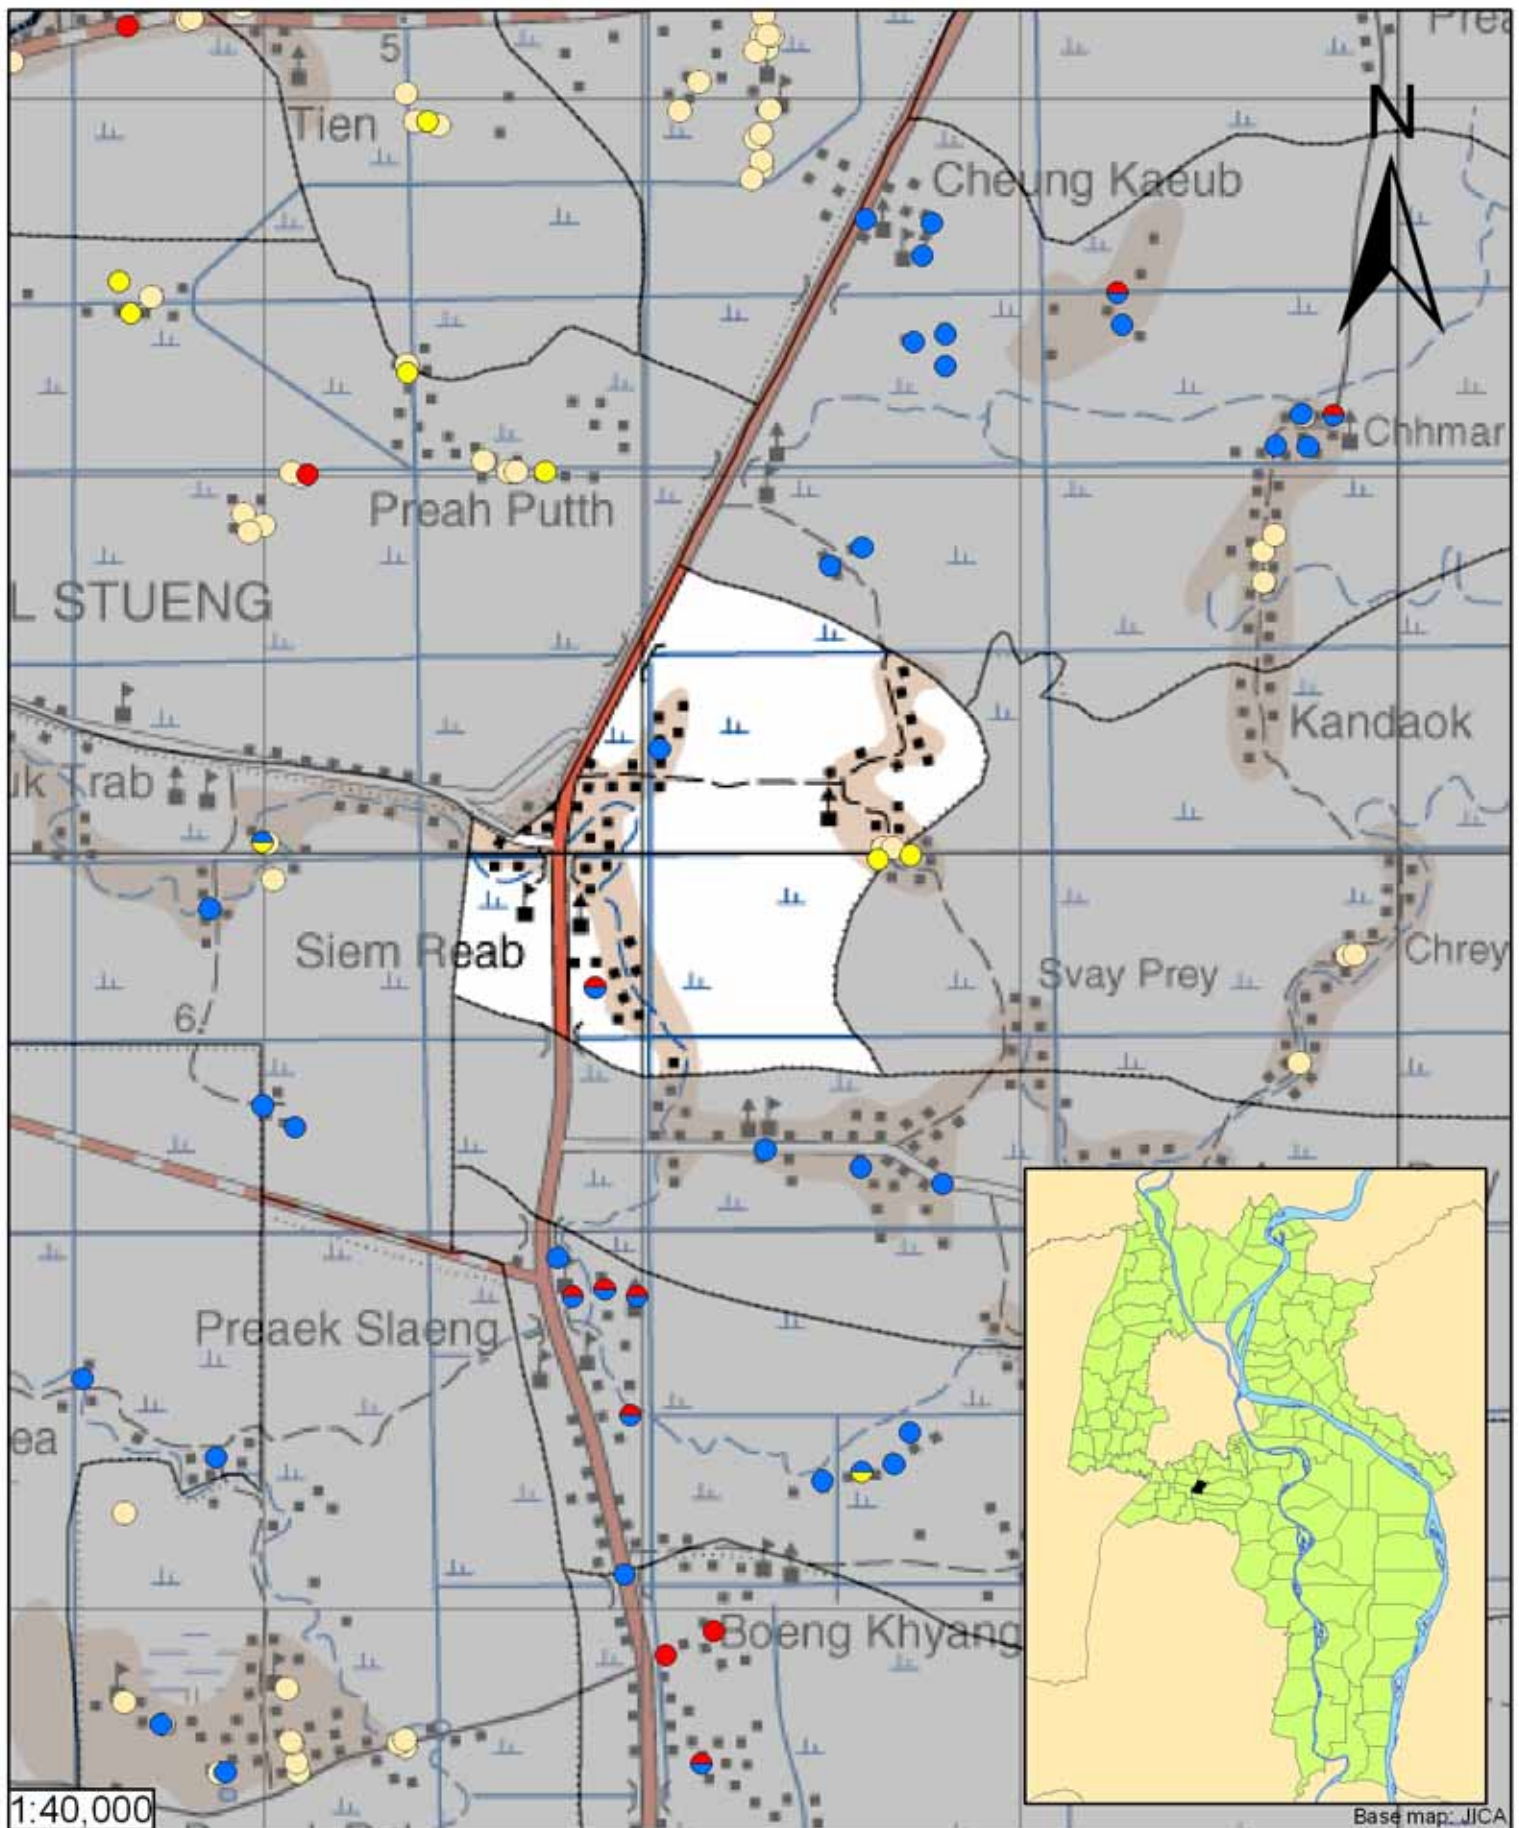 5
Prea
Tien
N
Cheung Kaeub
Chhmar
Preah Putth
L STUENG
Kandaok
uk Trab
Siem Reab
Chrey
Svay Prey
6
Preaek Slaeng
ea
Boeng Khyang
1:40,000
Base map: JICA